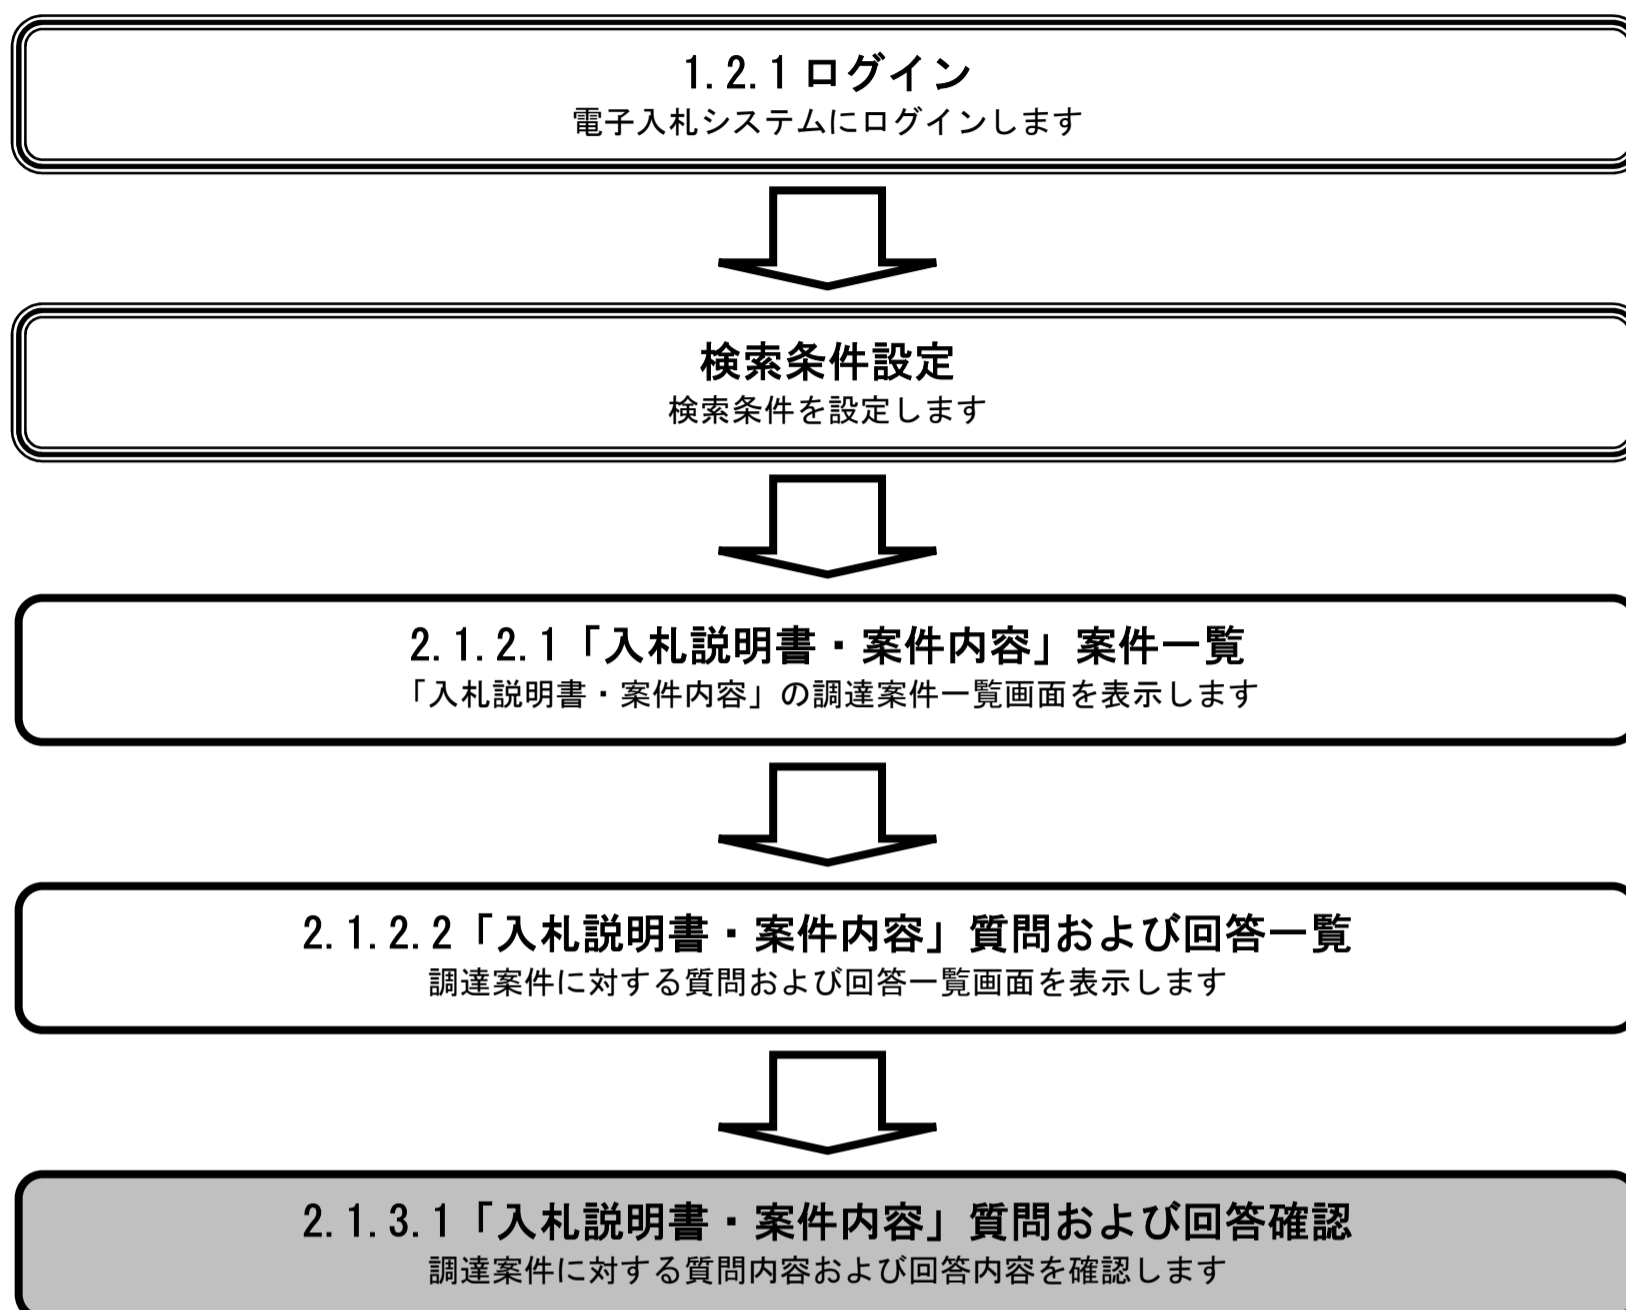 1.2.1 ログイン
電子入札システムにログインします
検索条件設定
検索条件を設定します
2.1.2.1「入札説明書・案件内容」案件一覧
「入札説明書・案件内容」の調達案件一覧画面を表示します
2.1.2.2「入札説明書・案件内容」質問および回答一覧
調達案件に対する質問および回答一覧画面を表示します
2.1.3.1「入札説明書・案件内容」質問および回答確認
調達案件に対する質問内容および回答内容を確認します